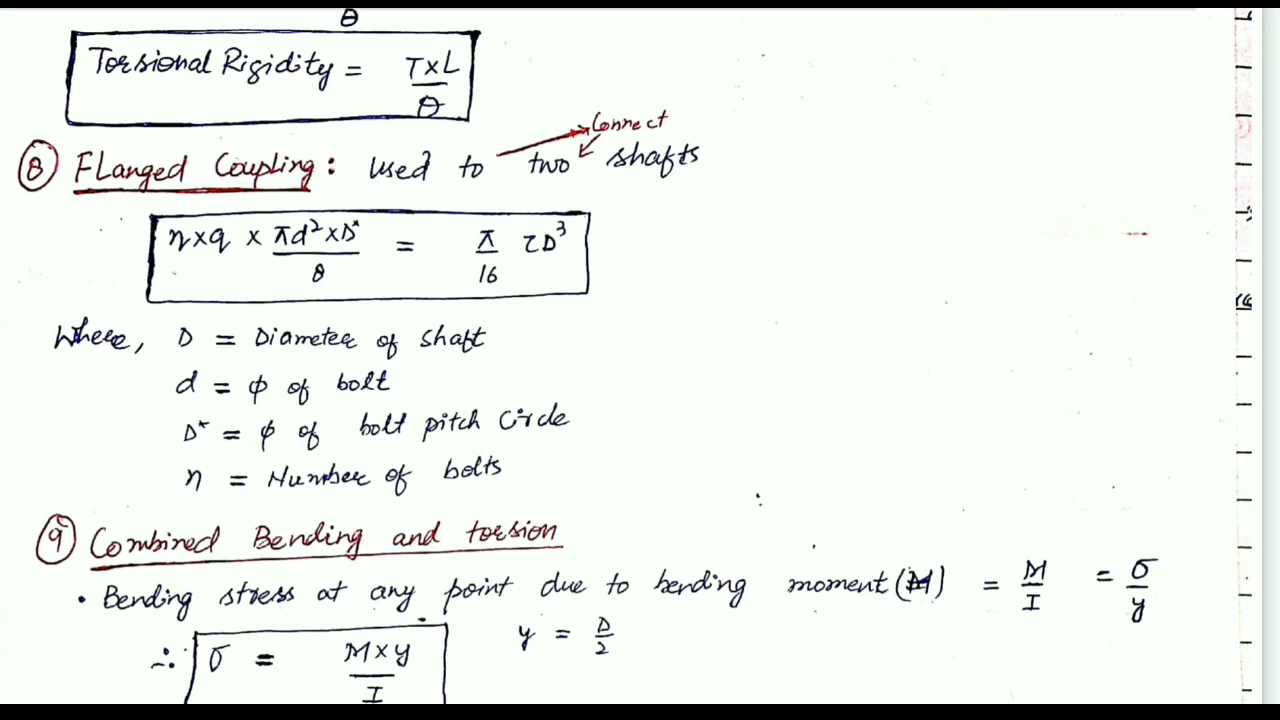 θ
Torsional Rigidity = T×L / θ
⑧ Flanged Coupling: used to connect two shafts
n×q × πd²×D* / 8 = π/16 τD³
Where, D = Diameter of shaft
d = φ of bolt
D* = φ of bolt pitch circle
n = Number of bolts
⑨ Combined Bending and torsion
• Bending stress at any point due to bending moment (M) = M/I = σ/y
∴ σ = M×y / I y = D/2